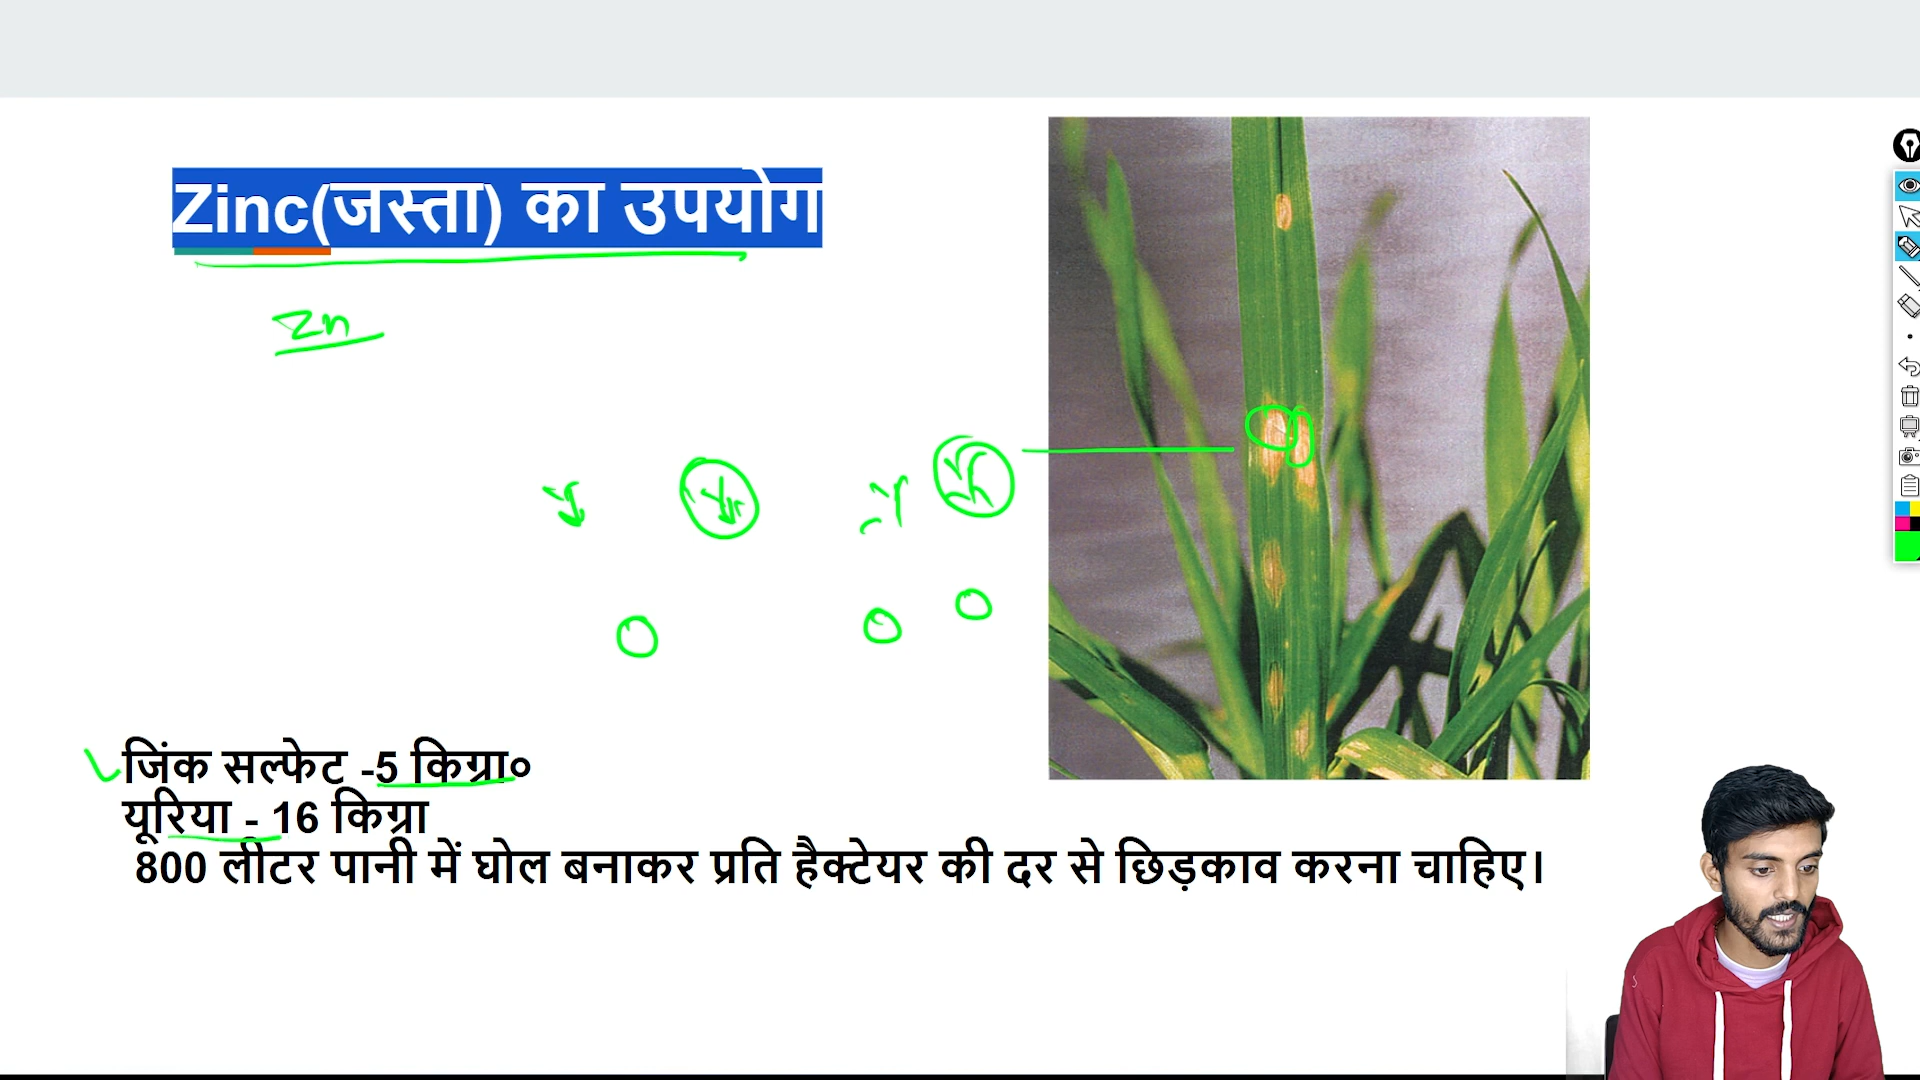 Zinc(जस्ता) का उपयोग
Zn
जिंक सल्फेट -5 किग्रा०
यूरिया - 16 किग्रा
800 लीटर पानी में घोल बनाकर प्रति हैक्टेयर की दर से छिड़काव करना चाहिए।